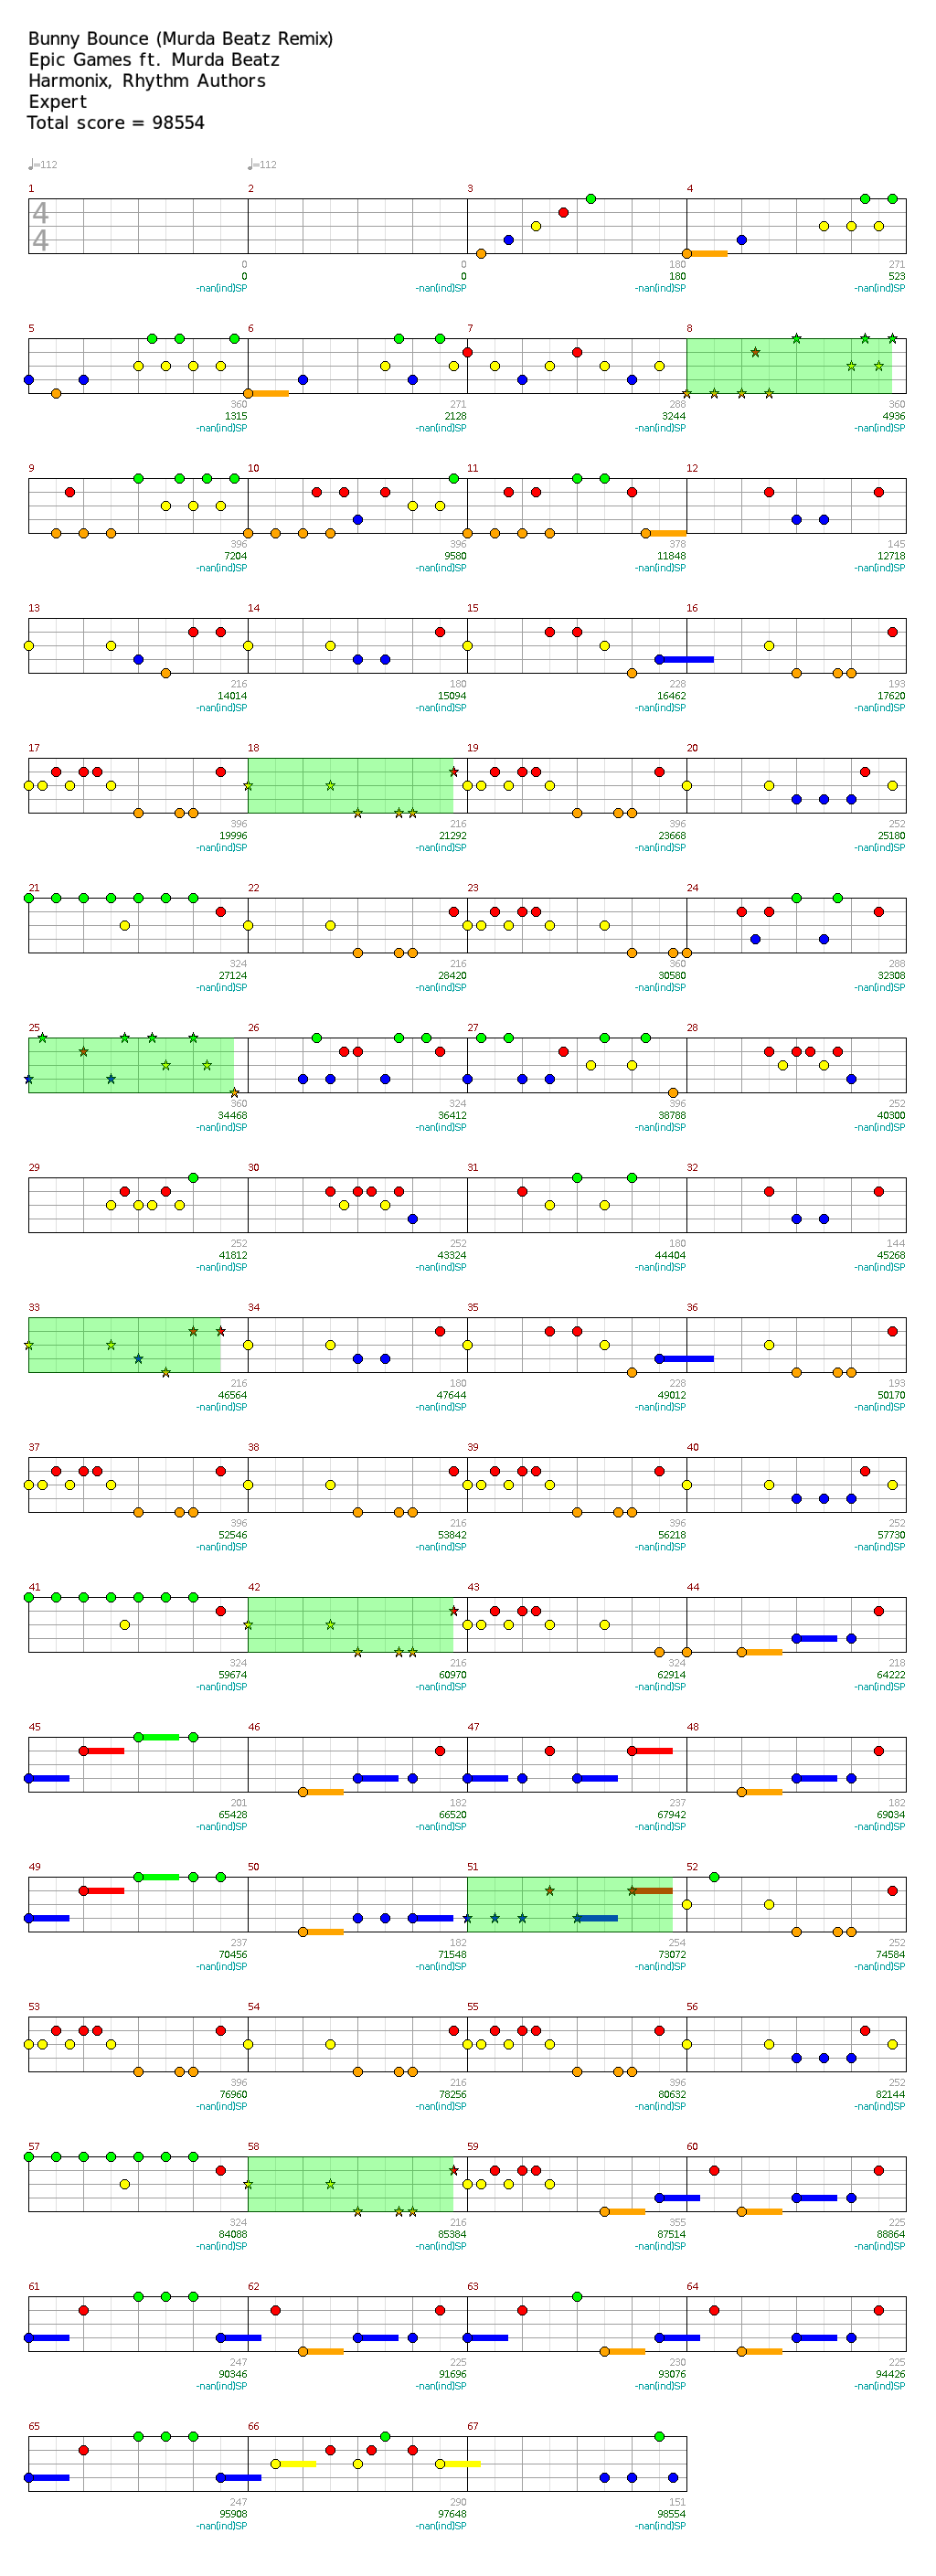 Bunny Bounce (Murda Beatz Remix)
Epic Games ft. Murda Beatz
Harmonix, Rhythm Authors
Expert
Total score = 98554
♩=112 ♩=112
1 2 3 4
4
4
0 0 180 271
0 0 180 523
-nan(ind)SP -nan(ind)SP -nan(ind)SP -nan(ind)SP
5 6 7 8
360 271 288 360
1315 2128 3244 4936
-nan(ind)SP -nan(ind)SP -nan(ind)SP -nan(ind)SP
9 10 11 12
396 396 378 145
7204 9580 11848 12718
-nan(ind)SP -nan(ind)SP -nan(ind)SP -nan(ind)SP
13 14 15 16
216 180 228 193
14014 15094 16462 17620
-nan(ind)SP -nan(ind)SP -nan(ind)SP -nan(ind)SP
17 18 19 20
396 216 396 252
19996 21292 23668 25180
-nan(ind)SP -nan(ind)SP -nan(ind)SP -nan(ind)SP
21 22 23 24
324 216 360 288
27124 28420 30580 32308
-nan(ind)SP -nan(ind)SP -nan(ind)SP -nan(ind)SP
25 26 27 28
360 324 396 252
34468 36412 38788 40300
-nan(ind)SP -nan(ind)SP -nan(ind)SP -nan(ind)SP
29 30 31 32
252 252 180 144
41812 43324 44404 45268
-nan(ind)SP -nan(ind)SP -nan(ind)SP -nan(ind)SP
33 34 35 36
216 180 228 193
46564 47644 49012 50170
-nan(ind)SP -nan(ind)SP -nan(ind)SP -nan(ind)SP
37 38 39 40
396 216 396 252
52546 53842 56218 57730
-nan(ind)SP -nan(ind)SP -nan(ind)SP -nan(ind)SP
41 42 43 44
324 216 324 218
59674 60970 62914 64222
-nan(ind)SP -nan(ind)SP -nan(ind)SP -nan(ind)SP
45 46 47 48
201 182 237 182
65428 66520 67942 69034
-nan(ind)SP -nan(ind)SP -nan(ind)SP -nan(ind)SP
49 50 51 52
237 182 254 252
70456 71548 73072 74584
-nan(ind)SP -nan(ind)SP -nan(ind)SP -nan(ind)SP
53 54 55 56
396 216 396 252
76960 78256 80632 82144
-nan(ind)SP -nan(ind)SP -nan(ind)SP -nan(ind)SP
57 58 59 60
324 216 355 225
84088 85384 87514 88864
-nan(ind)SP -nan(ind)SP -nan(ind)SP -nan(ind)SP
61 62 63 64
247 225 230 225
90346 91696 93076 94426
-nan(ind)SP -nan(ind)SP -nan(ind)SP -nan(ind)SP
65 66 67
247 290 151
95908 97648 98554
-nan(ind)SP -nan(ind)SP -nan(ind)SP